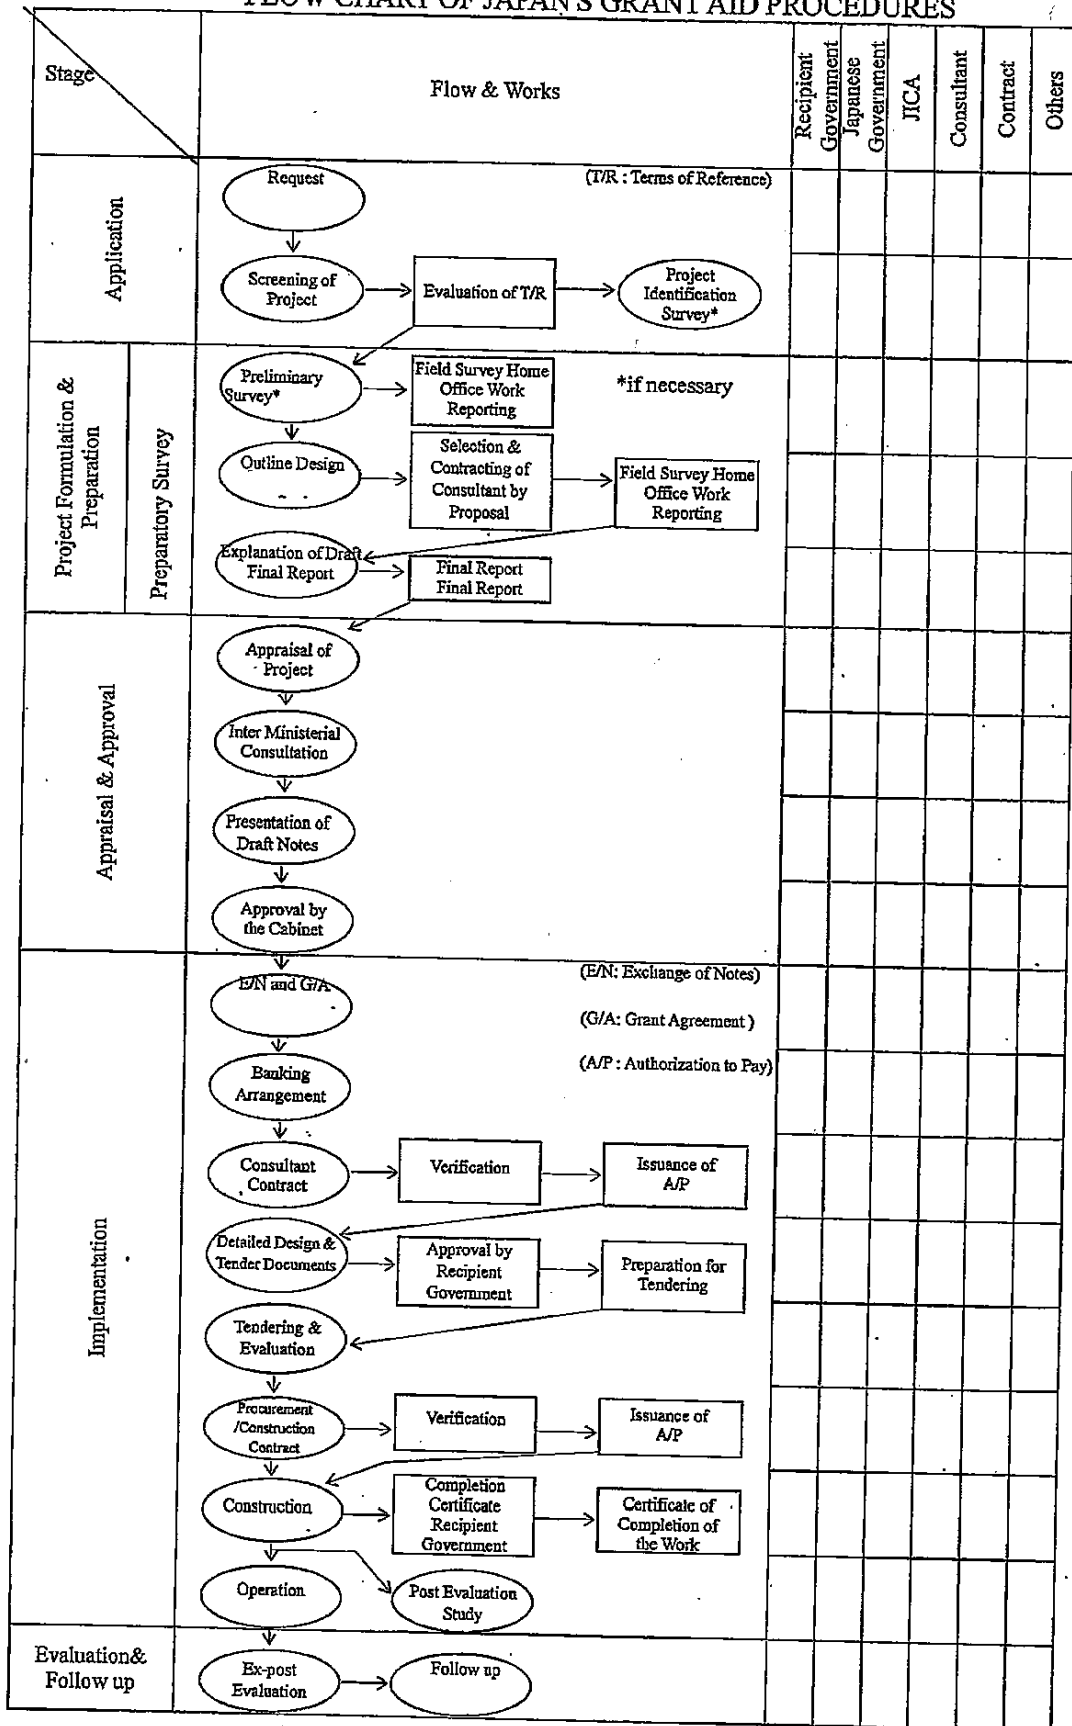 FLOW CHART OF JAPAN'S GRANT AID PROCEDURES
Stage
Flow & Works
Recipient
Government
Japanese
Government
JICA
Consultant
Contract
Others
Application
Request
(T/R : Terms of Reference)
Screening of
Project
Evaluation of T/R
Project
Identification
Survey*
Project Formulation &
Preparation
Preparatory Survey
Preliminary
Survey*
Field Survey Home
Office Work
Reporting
*if necessary
Outline Design
Selection &
Contracting of
Consultant by
Proposal
Field Survey Home
Office Work
Reporting
Explanation of Draft
Final Report
Final Report
Final Report
Appraisal & Approval
Appraisal of
Project
Inter Ministerial
Consultation
Presentation of
Draft Notes
Approval by
the Cabinet
Implementation
E/N and G/A
(E/N: Exchange of Notes)
(G/A: Grant Agreement )
(A/P : Authorization to Pay)
Banking
Arrangement
Consultant
Contract
Verification
Issuance of
A/P
Detailed Design &
Tender Documents
Approval by
Recipient
Government
Preparation for
Tendering
Tendering &
Evaluation
Procurement
/Construction
Contract
Verification
Issuance of
A/P
Construction
Completion
Certificate
Recipient
Government
Certificate of
Completion of
the Work
Operation
Post Evaluation
Study
Evaluation&
Follow up
Ex-post
Evaluation
Follow up